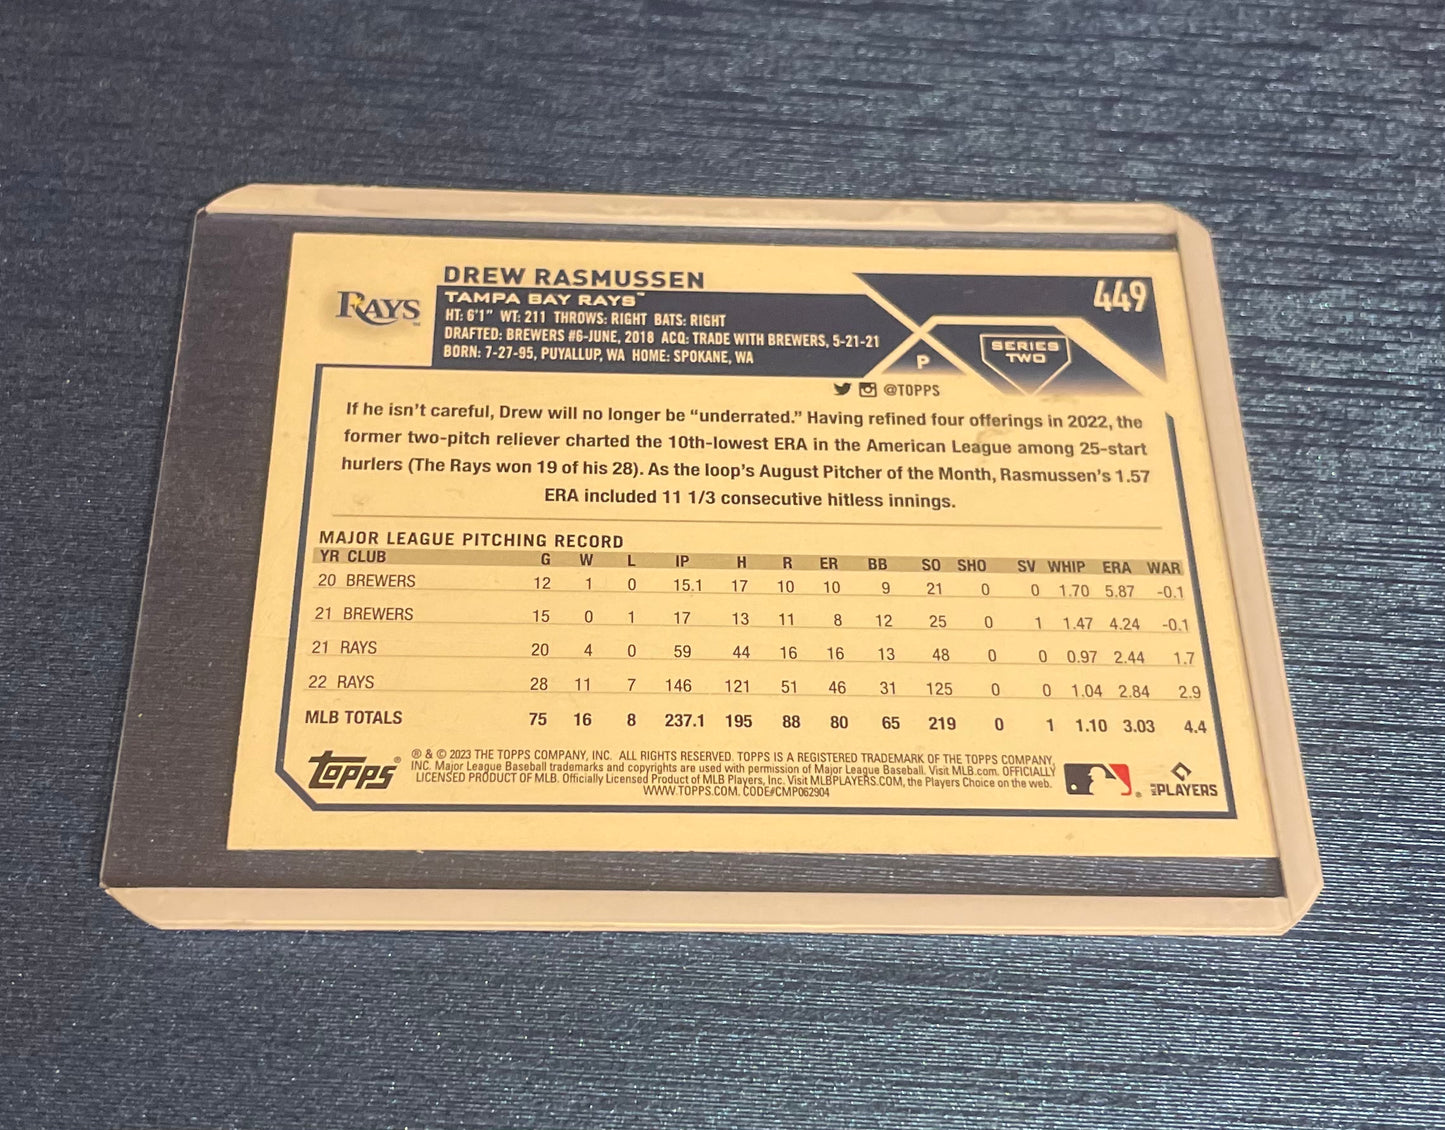 DREW RASMUSSEN
449
RAYS
TAMPA BAY RAYS™
HT: 6'1" WT: 211 THROWS: RIGHT BATS: RIGHT
DRAFTED: BREWERS #6-JUNE, 2018 ACQ: TRADE WITH BREWERS, 5-21-21
BORN: 7-27-95, PUYALLUP, WA HOME: SPOKANE, WA
P
SERIES
TWO
@TOPPS
If he isn't careful, Drew will no longer be “underrated.” Having refined four offerings in 2022, the
former two-pitch reliever charted the 10th-lowest ERA in the American League among 25-start
hurlers (The Rays won 19 of his 28). As the loop's August Pitcher of the Month, Rasmussen's 1.57
ERA included 11 1/3 consecutive hitless innings.
MAJOR LEAGUE PITCHING RECORD
YR CLUB G W L IP H R ER BB SO SHO SV WHIP ERA WAR
20 BREWERS 12 1 0 15.1 17 10 10 9 21 0 0 1.70 5.87 -0.1
21 BREWERS 15 0 1 17 13 11 8 12 25 0 1 1.47 4.24 -0.1
21 RAYS 20 4 0 59 44 16 16 13 48 0 0 0.97 2.44 1.7
22 RAYS 28 11 7 146 121 51 46 31 125 0 0 1.04 2.84 2.9
MLB TOTALS 75 16 8 237.1 195 88 80 65 219 0 1 1.10 3.03 4.4
topps®
® & © 2023 THE TOPPS COMPANY, INC. ALL RIGHTS RESERVED. TOPPS IS A REGISTERED TRADEMARK OF THE TOPPS COMPANY,
INC. Major League Baseball trademarks and copyrights are used with permission of Major League Baseball. Visit MLB.com. OFFICIALLY
LICENSED PRODUCT OF MLB. Officially Licensed Product of MLB Players, Inc. Visit MLBPLAYERS.COM, the Players Choice on the web.
WWW.TOPPS.COM. CODE#CMP062904
®
MLB PLAYERS